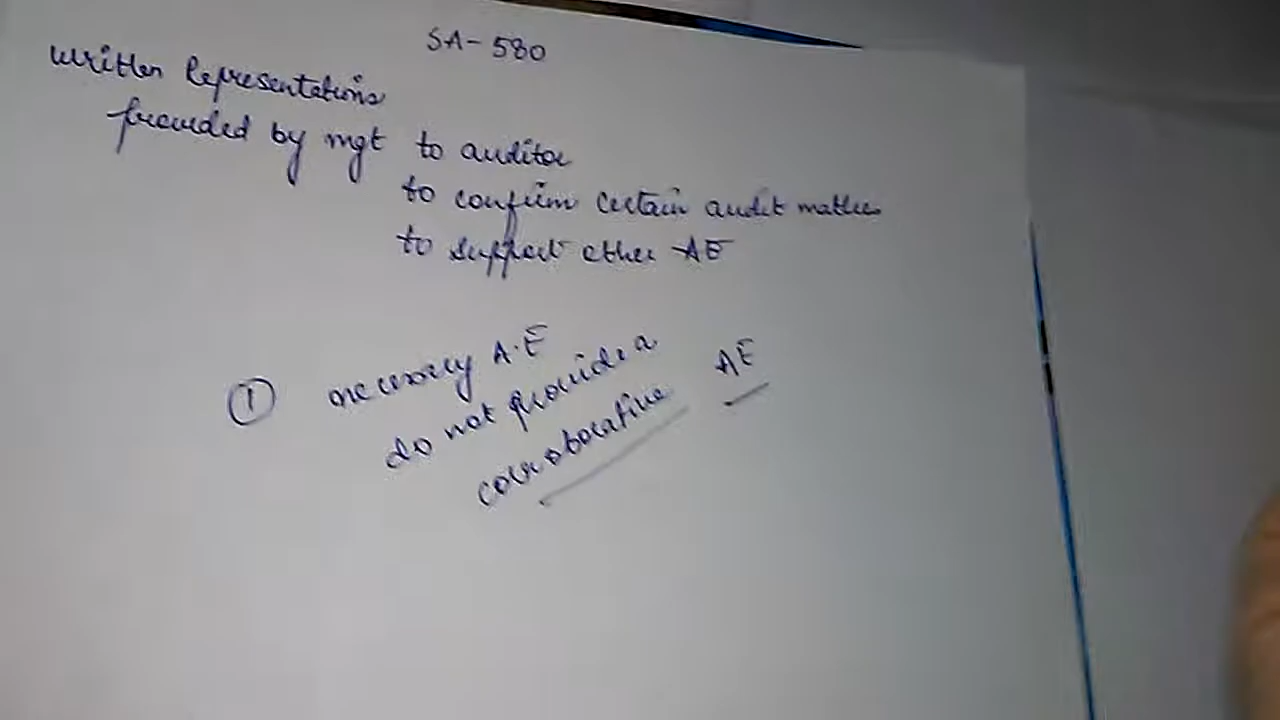 SA-580
written Representations
provided by mgt to auditor
to confirm certain audit matters
to support other AE
① necessary A.E
do not provide a
corroborative AE